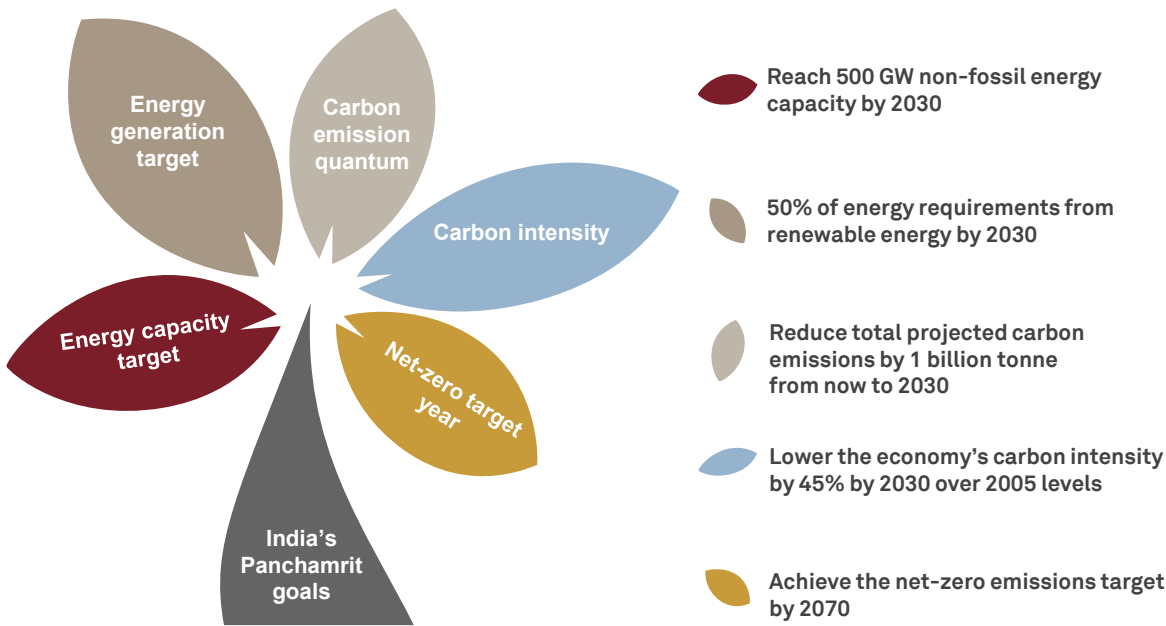 Energy
generation
target
Carbon
emission
quantum
Carbon intensity
Energy capacity
target
Net-zero target
year
India's
Panchamrit
goals
Reach 500 GW non-fossil energy
capacity by 2030
50% of energy requirements from
renewable energy by 2030
Reduce total projected carbon
emissions by 1 billion tonne
from now to 2030
Lower the economy's carbon intensity
by 45% by 2030 over 2005 levels
Achieve the net-zero emissions target
by 2070